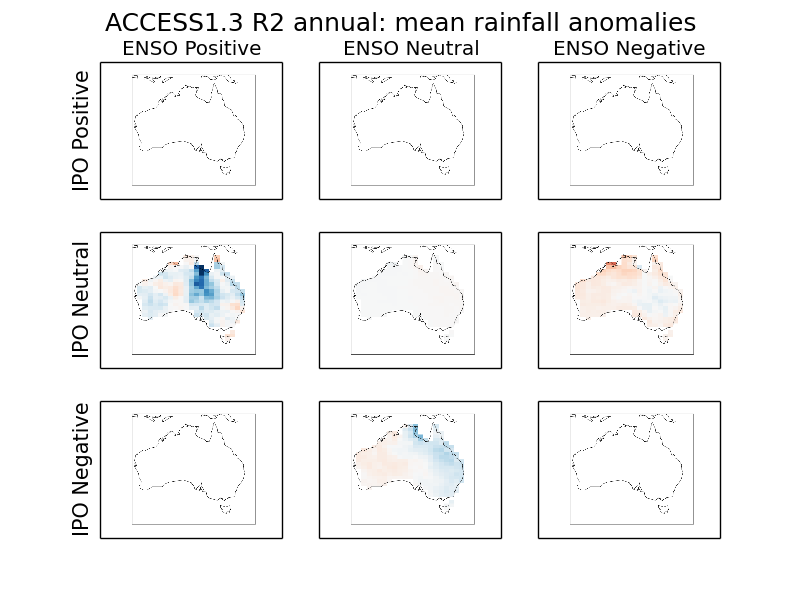 ACCESS1.3 R2 annual: mean rainfall anomalies
ENSO Positive
ENSO Neutral
ENSO Negative
IPO Positive
IPO Neutral
IPO Negative